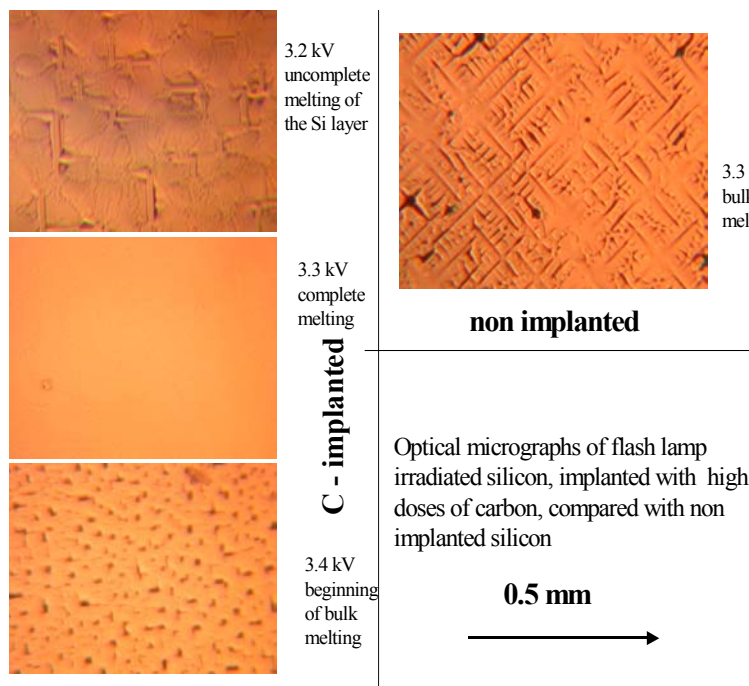 3.2 kV
uncomplete
melting of
the Si layer
3.3 kV
complete
melting
C - implanted
3.4 kV
beginning
of bulk
melting
3.3
bull
mel
non implanted
Optical micrographs of flash lamp
irradiated silicon, implanted with high
doses of carbon, compared with non
implanted silicon
0.5 mm